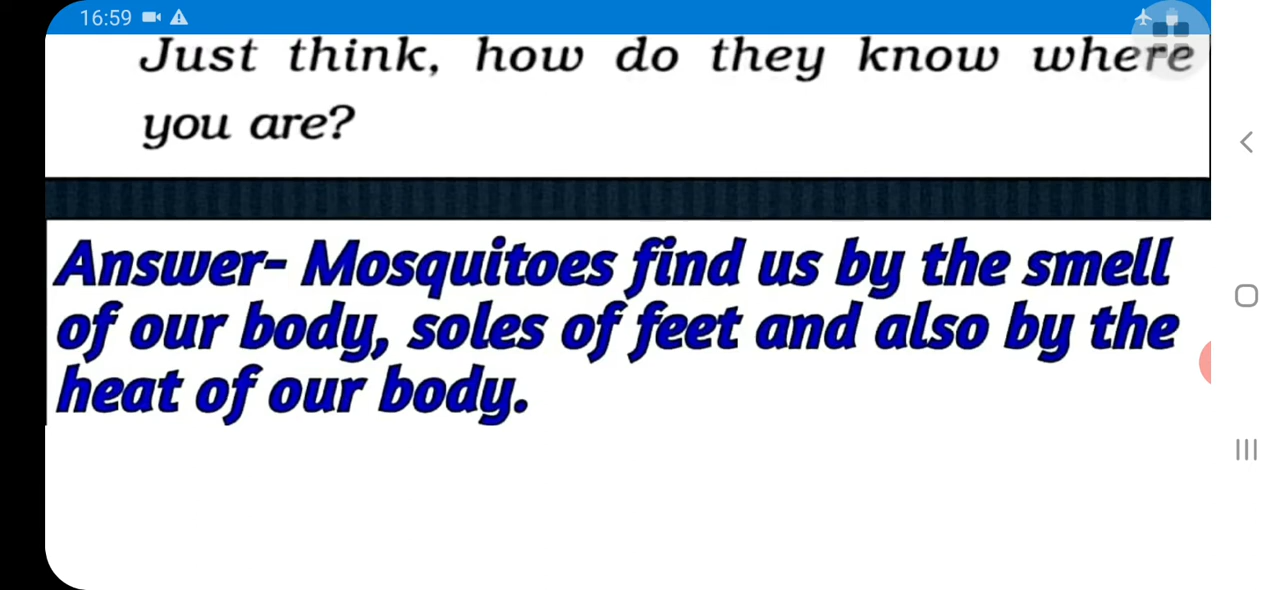 16:59
Just think, how do they know where
you are?
Answer- Mosquitoes find us by the smell
of our body, soles of feet and also by the
heat of our body.